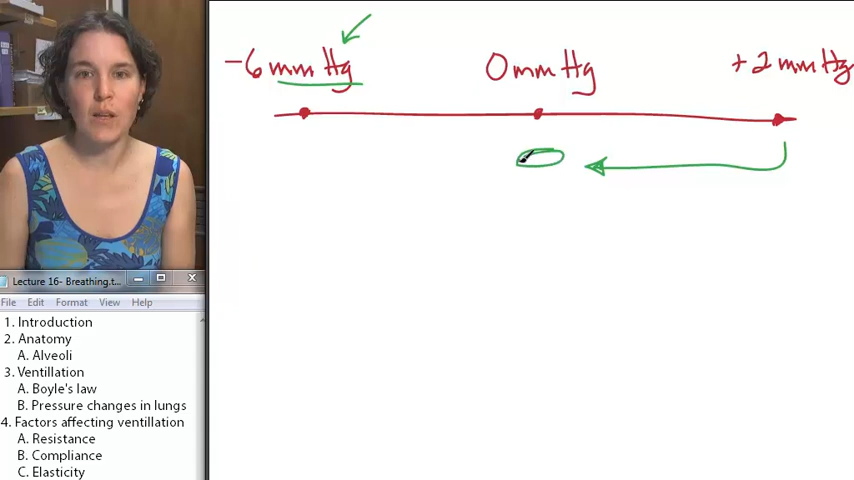 -6 mm Hg 0 mm Hg +2 mm Hg
Lecture 16- Breathing.t...
File Edit Format View Help
1. Introduction
2. Anatomy
A. Alveoli
3. Ventillation
A. Boyle's law
B. Pressure changes in lungs
4. Factors affecting ventillation
A. Resistance
B. Compliance
C. Elasticity